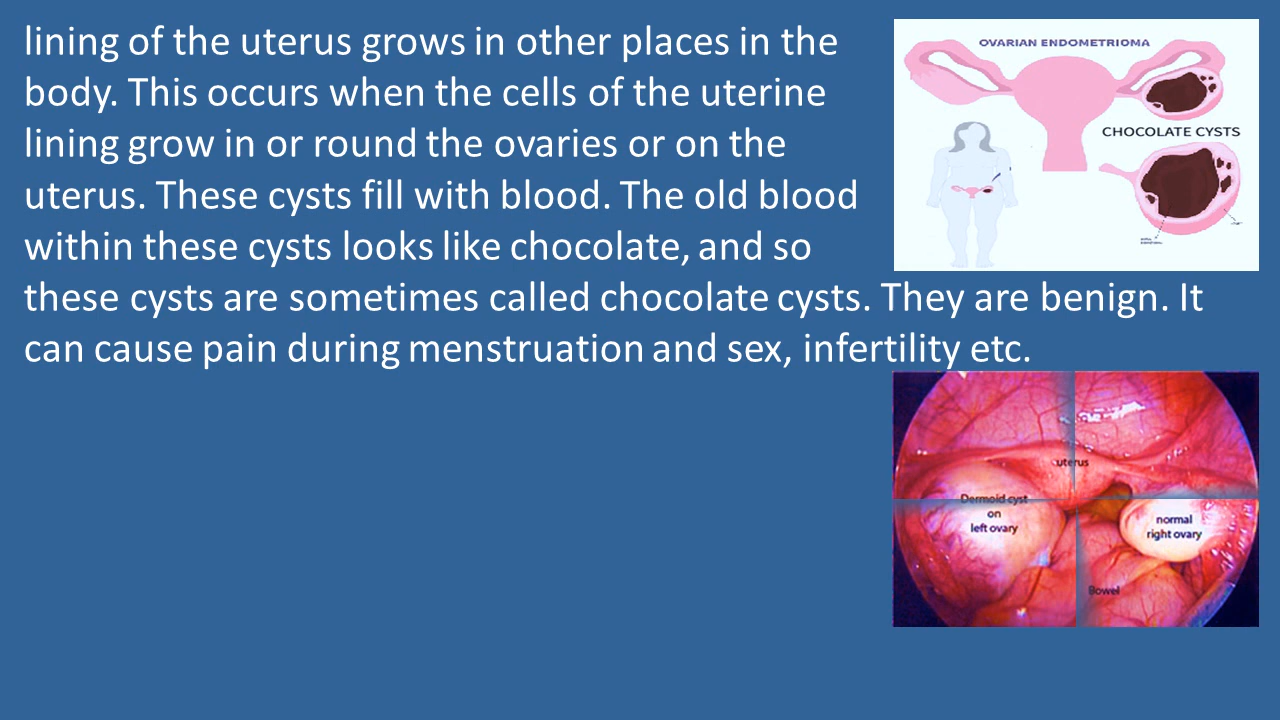 lining of the uterus grows in other places in the
body. This occurs when the cells of the uterine
lining grow in or round the ovaries or on the
uterus. These cysts fill with blood. The old blood
within these cysts looks like chocolate, and so
these cysts are sometimes called chocolate cysts. They are benign. It
can cause pain during menstruation and sex, infertility etc.
OVARIAN ENDOMETRIOMA
CHOCOLATE CYSTS
uterus
Dermoid cyst
on
left ovary
normal
right ovary
Bowel